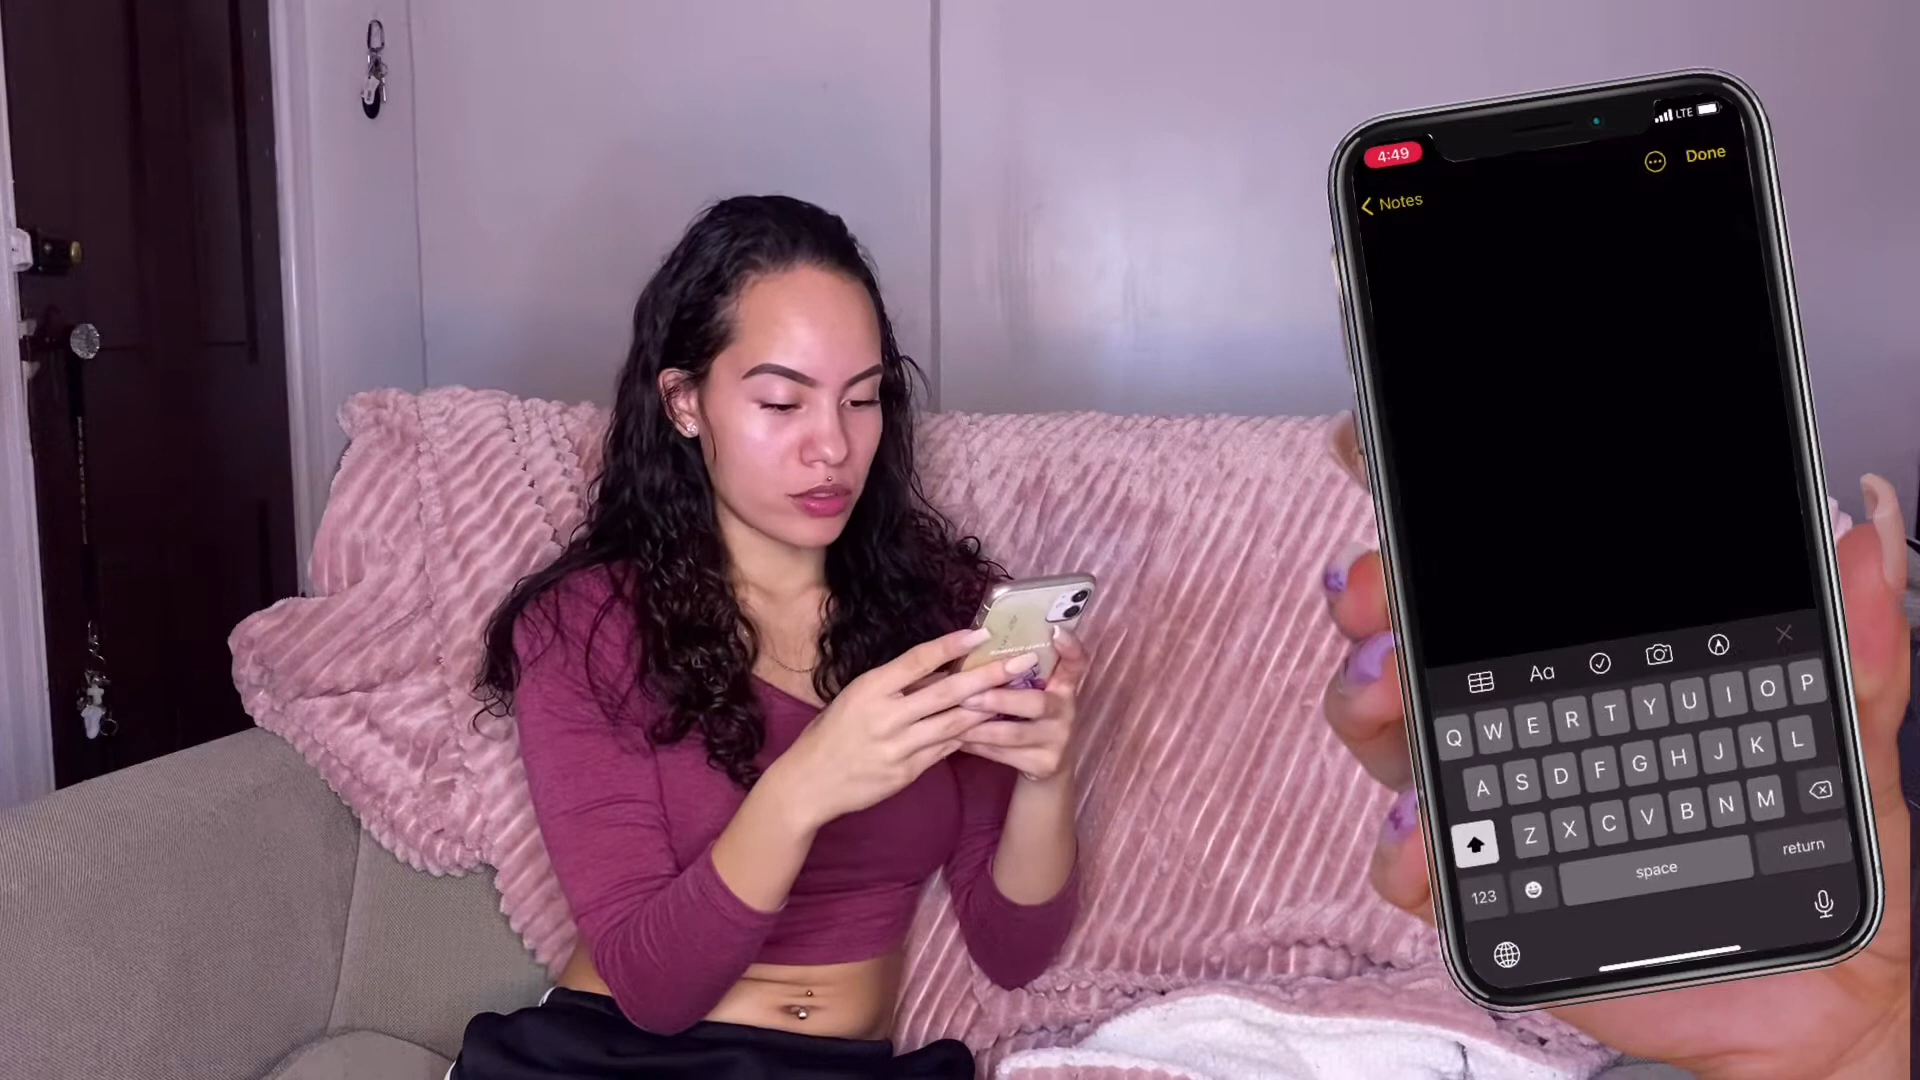 4:49
LTE
Done
Notes
Aa
Q W E R T Y U I O P
A S D F G H J K L
Z X C V B N M
123
space
return